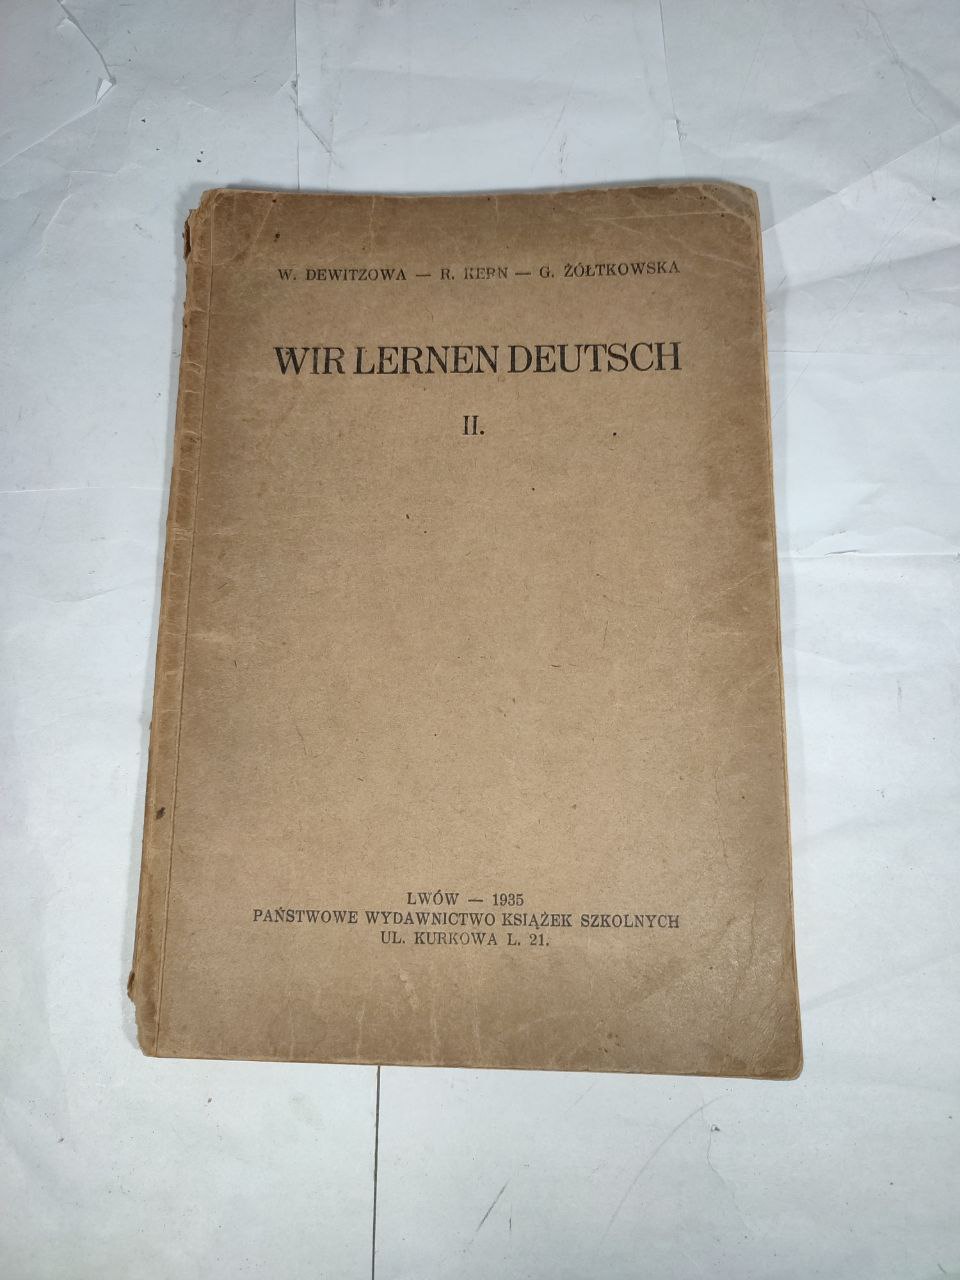 W. DEWITZOWA — R. KERN — G. ŻÓŁTKOWSKA
WIR LERNEN DEUTSCH
II.
LWÓW — 1935
PAŃSTWOWE WYDAWNICTWO KSIĄŻEK SZKOLNYCH
UL. KURKOWA L. 21.